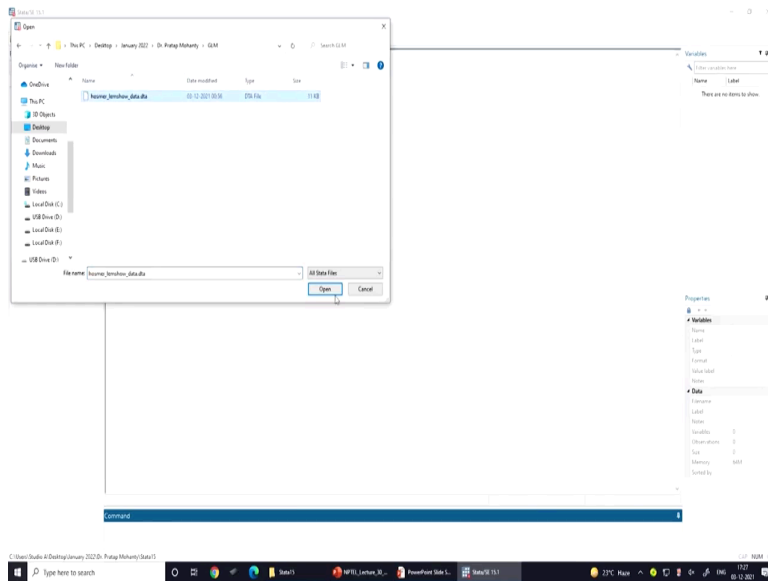 Stata/SE 15.1
Open
This PC > Desktop > January 2022 > Dr. Pratap Mohanty > GLM
Search GLM
Organise
New folder
Name
Date modified
Type
Size
OneDrive
This PC
3D Objects
Desktop
Documents
Downloads
Music
Pictures
Videos
Local Disk (C:)
USB Drive (D:)
Local Disk (E:)
Local Disk (F:)
USB Drive (D:)
hosmer_lemshow_data.dta
DTA File
11 KB
File name:
hosmer_lemshow_data.dta
All Stata Files
Open
Cancel
Variables
Filter variables here
Name
Label
There are no items to show.
Properties
Variables
Name
Label
Type
Format
Value label
Notes
Data
Filename
Label
Notes
Variables 0
Observations 0
Size 0
Memory 64M
Sorted by
Command
C:\Users\Studio A\Desktop\January 2022\Dr. Pratap Mohanty\Stata15
CAP NUM
Type here to search
Stata15
NPTEL_Lecture_30_...
PowerPoint Slide S...
Stata/SE 15.1
23°C Haze
ENG
17:27
03-12-2021